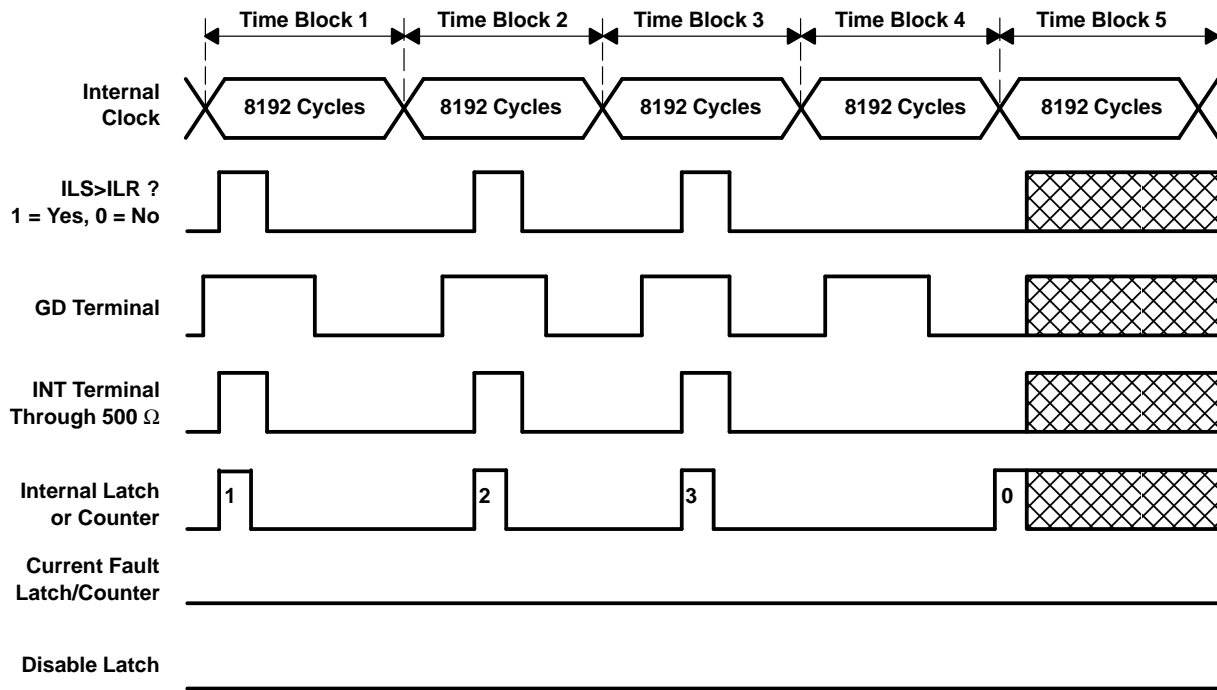 Time Block 1 Time Block 2 Time Block 3 Time Block 4 Time Block 5
Internal
Clock
8192 Cycles 8192 Cycles 8192 Cycles 8192 Cycles 8192 Cycles
ILS>ILR ?
1 = Yes, 0 = No
GD Terminal
INT Terminal
Through 500 Ω
Internal Latch
or Counter
1 2 3 0
Current Fault
Latch/Counter
Disable Latch